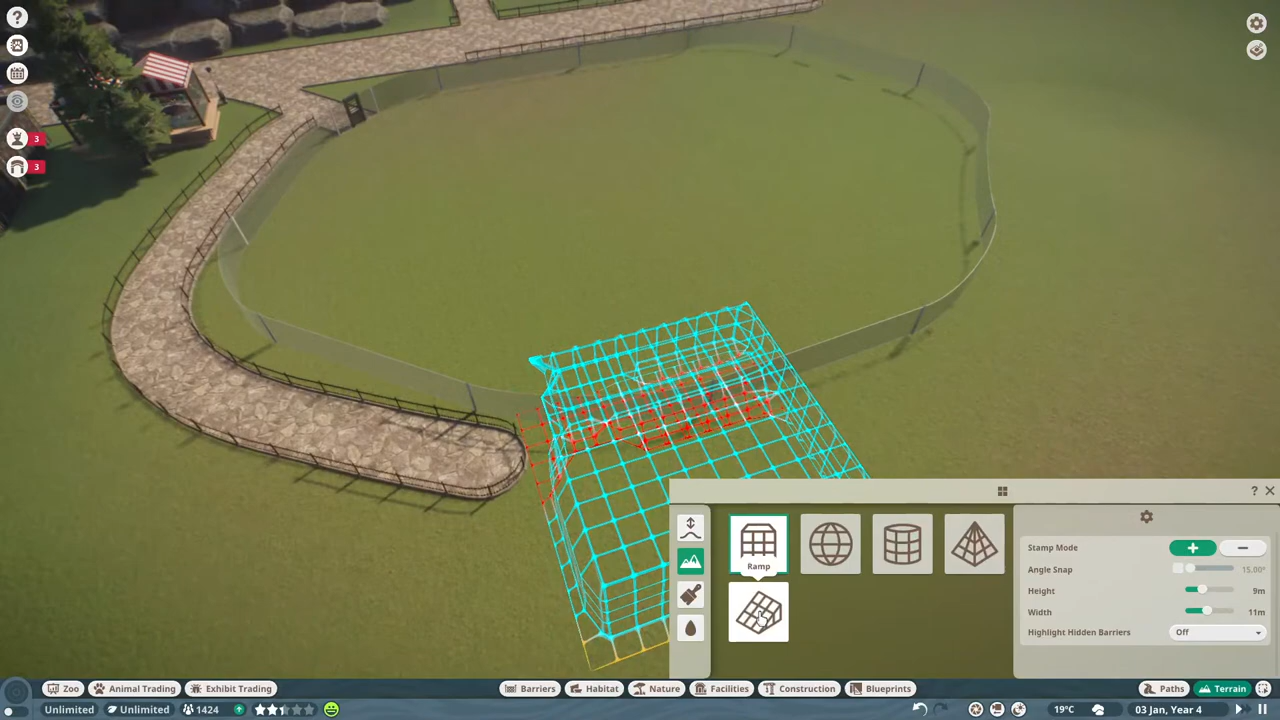 ?
3
3
?
Ramp
Stamp Mode
Angle Snap 15.00°
Height 9m
Width 11m
Highlight Hidden Barriers Off
Zoo Animal Trading Exhibit Trading Barriers Habitat Nature Facilities Construction Blueprints Paths Terrain
Unlimited Unlimited 1424 19°C 03 Jan, Year 4